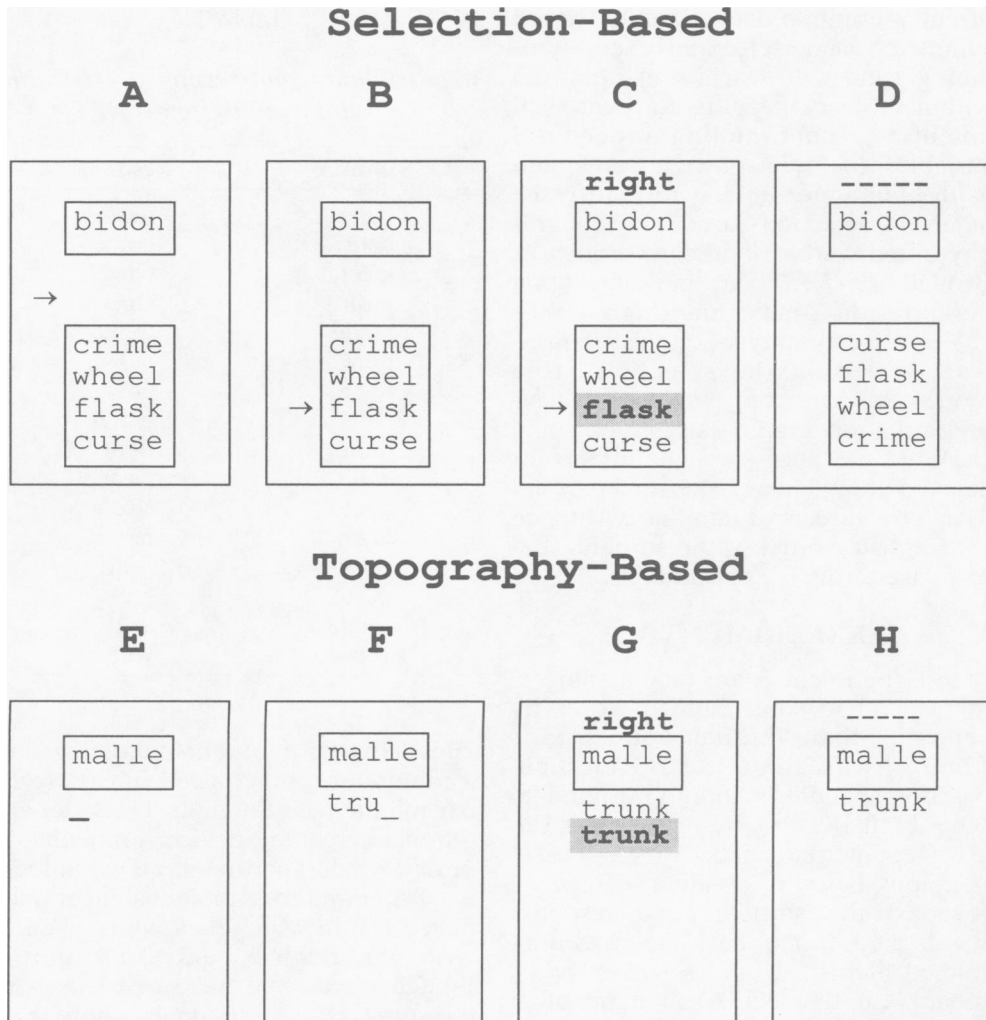 Selection-Based
A B C D
right ------
bidon bidon bidon bidon
→
crime crime crime curse
wheel wheel wheel flask
→ flask
→ flask
flask wheel
curse curse curse crime
Topography-Based
E F G H
right ------
malle malle malle malle
_ tru_ trunk trunk
trunk